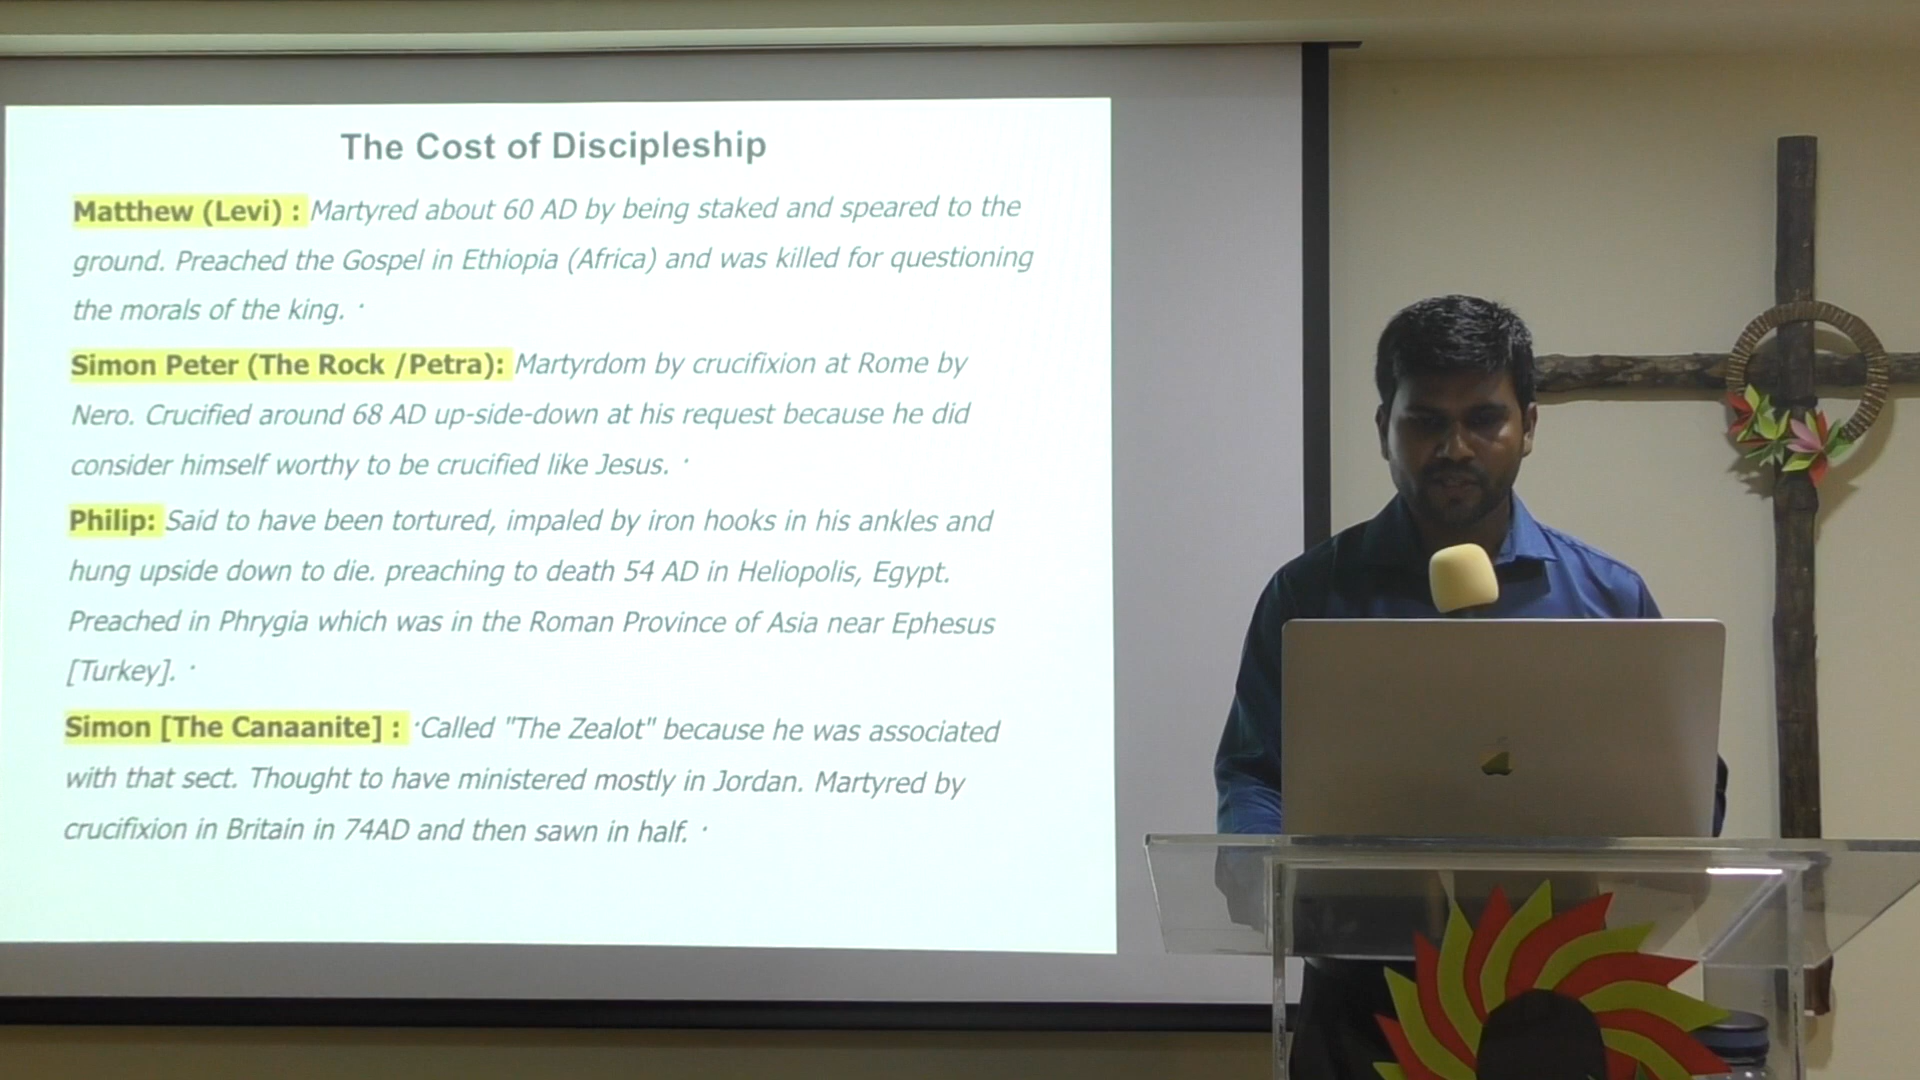 The Cost of Discipleship
Matthew (Levi) : Martyred about 60 AD by being staked and speared to the
ground. Preached the Gospel in Ethiopia (Africa) and was killed for questioning
the morals of the king. ·
Simon Peter (The Rock /Petra): Martyrdom by crucifixion at Rome by
Nero. Crucified around 68 AD up-side-down at his request because he did
consider himself worthy to be crucified like Jesus. ·
Philip: Said to have been tortured, impaled by iron hooks in his ankles and
hung upside down to die. preaching to death 54 AD in Heliopolis, Egypt.
Preached in Phrygia which was in the Roman Province of Asia near Ephesus
[Turkey]. ·
Simon [The Canaanite] : ·Called "The Zealot" because he was associated
with that sect. Thought to have ministered mostly in Jordan. Martyred by
crucifixion in Britain in 74AD and then sawn in half. ·